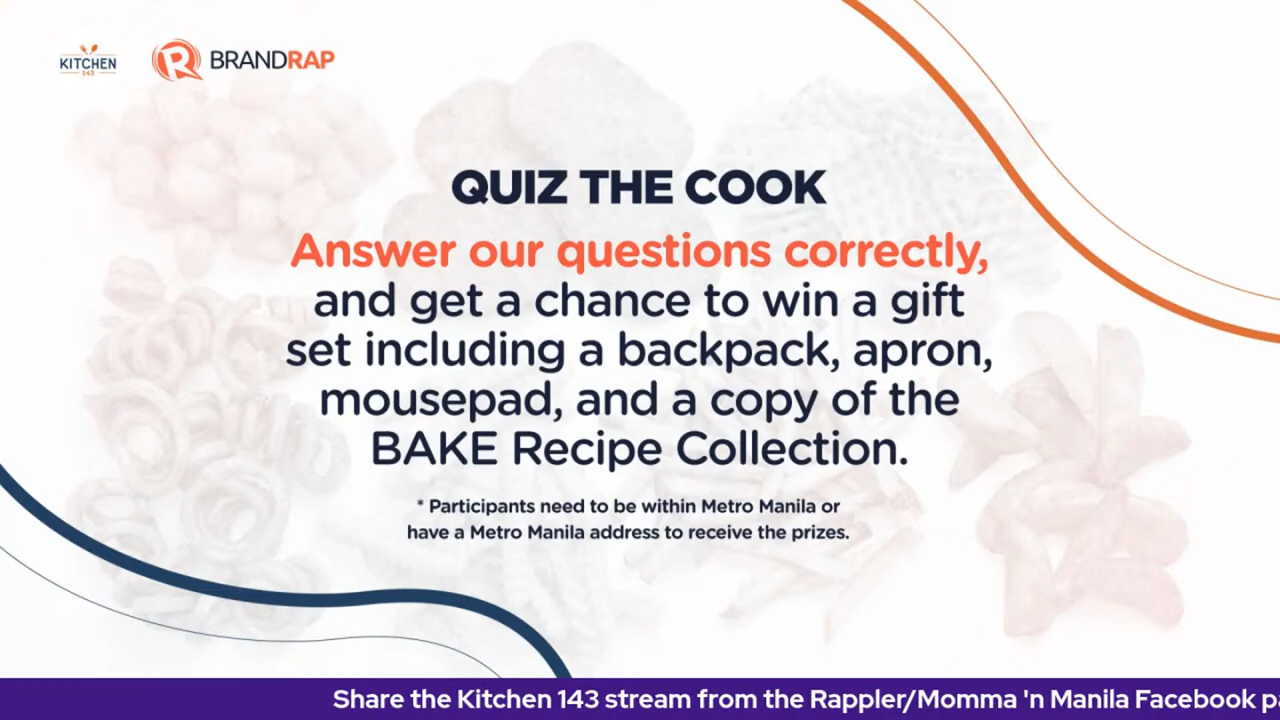 KITCHEN
143
BRANDRAP
QUIZ THE COOK
Answer our questions correctly,
and get a chance to win a gift
set including a backpack, apron,
mousepad, and a copy of the
BAKE Recipe Collection.
* Participants need to be within Metro Manila or
have a Metro Manila address to receive the prizes.
Share the Kitchen 143 stream from the Rappler/Momma 'n Manila Facebook